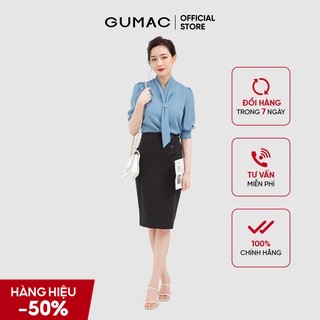 GUMAC
OFFICIAL
STORE
ĐỔI HÀNG
TRONG 7 NGÀY
TƯ VẤN
MIỄN PHÍ
100%
CHÍNH HÃNG
HÀNG HIỆU
-50%